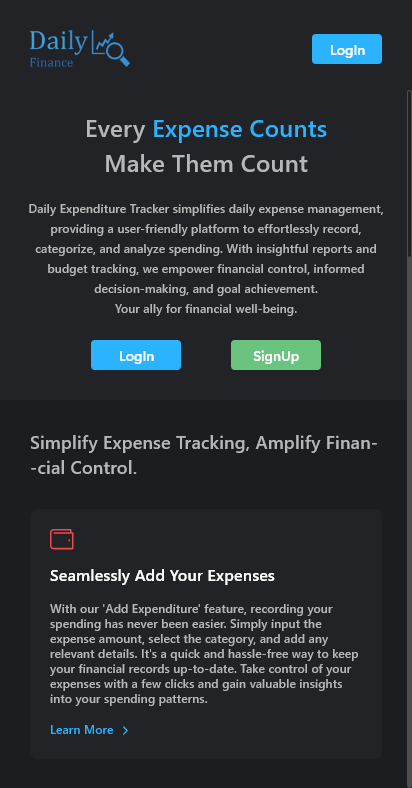 Daily
Finance
LogIn
Every Expense Counts
Make Them Count
Daily Expenditure Tracker simplifies daily expense management,
providing a user-friendly platform to effortlessly record,
categorize, and analyze spending. With insightful reports and
budget tracking, we empower financial control, informed
decision-making, and goal achievement.
Your ally for financial well-being.
LogIn
SignUp
Simplify Expense Tracking, Amplify Finan-
-cial Control.
Seamlessly Add Your Expenses
With our 'Add Expenditure' feature, recording your
spending has never been easier. Simply input the
expense amount, select the category, and add any
relevant details. It's a quick and hassle-free way to keep
your financial records up-to-date. Take control of your
expenses with a few clicks and gain valuable insights
into your spending patterns.
Learn More